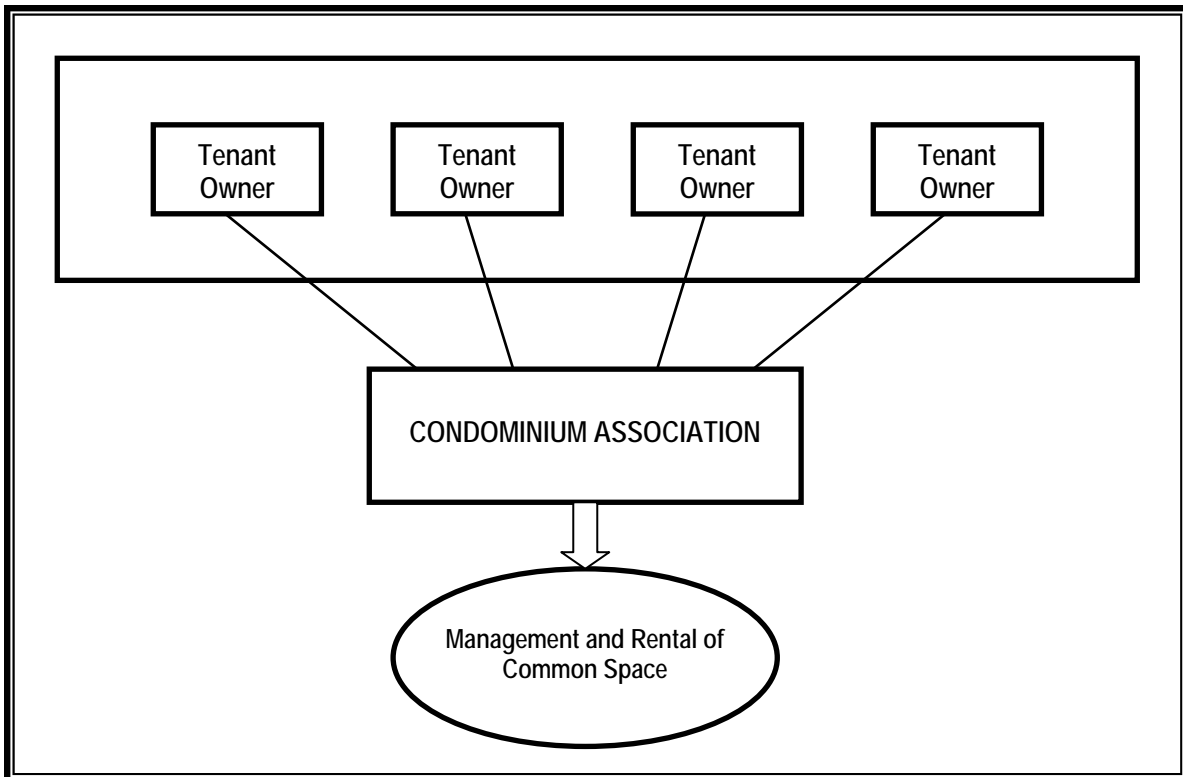 Tenant Tenant Tenant Tenant
Owner Owner Owner Owner
CONDOMINIUM ASSOCIATION
Management and Rental of
Common Space